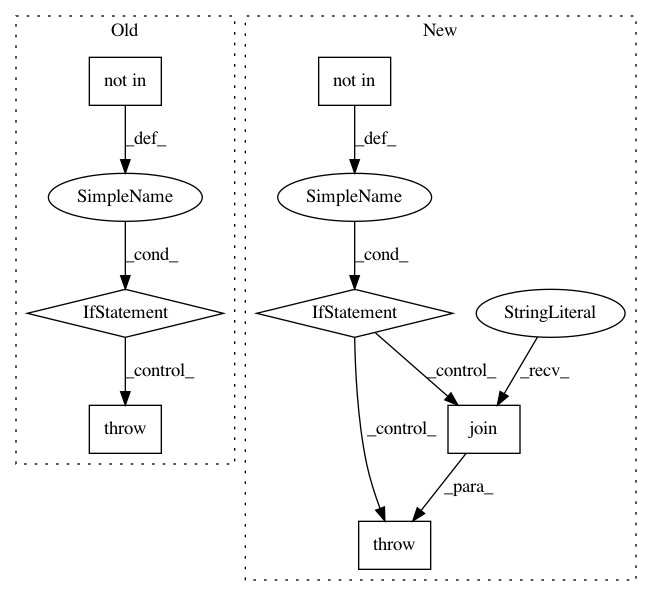 Old
New
not in
not in
_def_
_def_
SimpleName
SimpleName
_cond_
_cond_
IfStatement
IfStatement
StringLiteral
_control_
_control_
_recv_
throw
_control_
join
_para_
throw